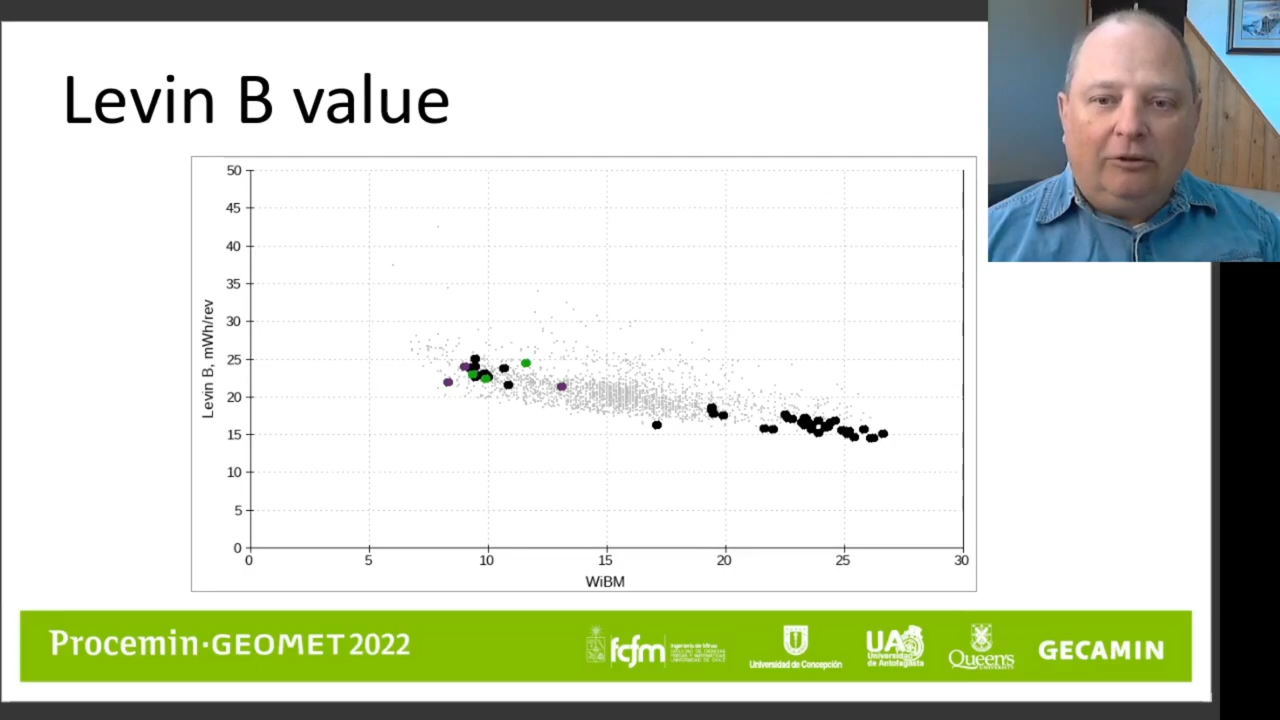 Levin B value
50
45
40
35
30
25
20
15
10
5
0
Levin B, mWh/rev
0 5 10 15 20 25 30
WiBM
Procemin·GEOMET 2022
fcfm
Universidad de Concepción
UA
Universidad
de Antofagasta
Queen's
UNIVERSITY
GECAMIN